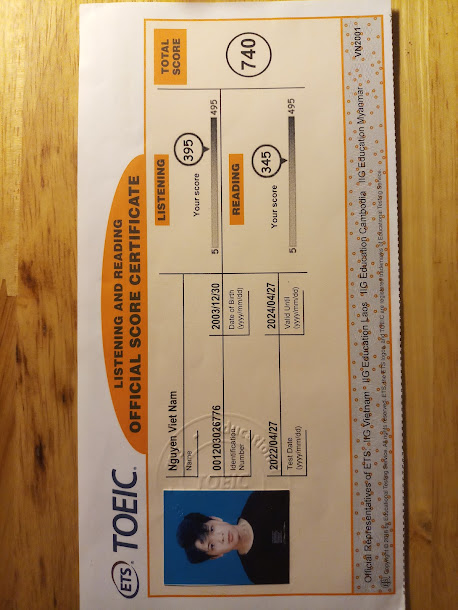 ETS TOEIC
LISTENING AND READING
OFFICIAL SCORE CERTIFICATE
Nguyen Viet Nam
Name
001203026776
Identification
Number
2003/12/30
Date of Birth
(yyyy/mm/dd)
2022/04/27
Test Date
(yyyy/mm/dd)
2024/04/27
Valid Until
(yyyy/mm/dd)
LISTENING
Your score
395
5
495
READING
Your score
345
5
495
TOTAL
SCORE
740
Official Representatives of ETS IIG Vietnam IIG Education Laos IIG Education Cambodia IIG Education Myanmar
VN2001
Copyright © by Educational Testing Service. All rights reserved. ETS, the ETS logos, and TOEIC are registered trademarks of Educational Testing Service.